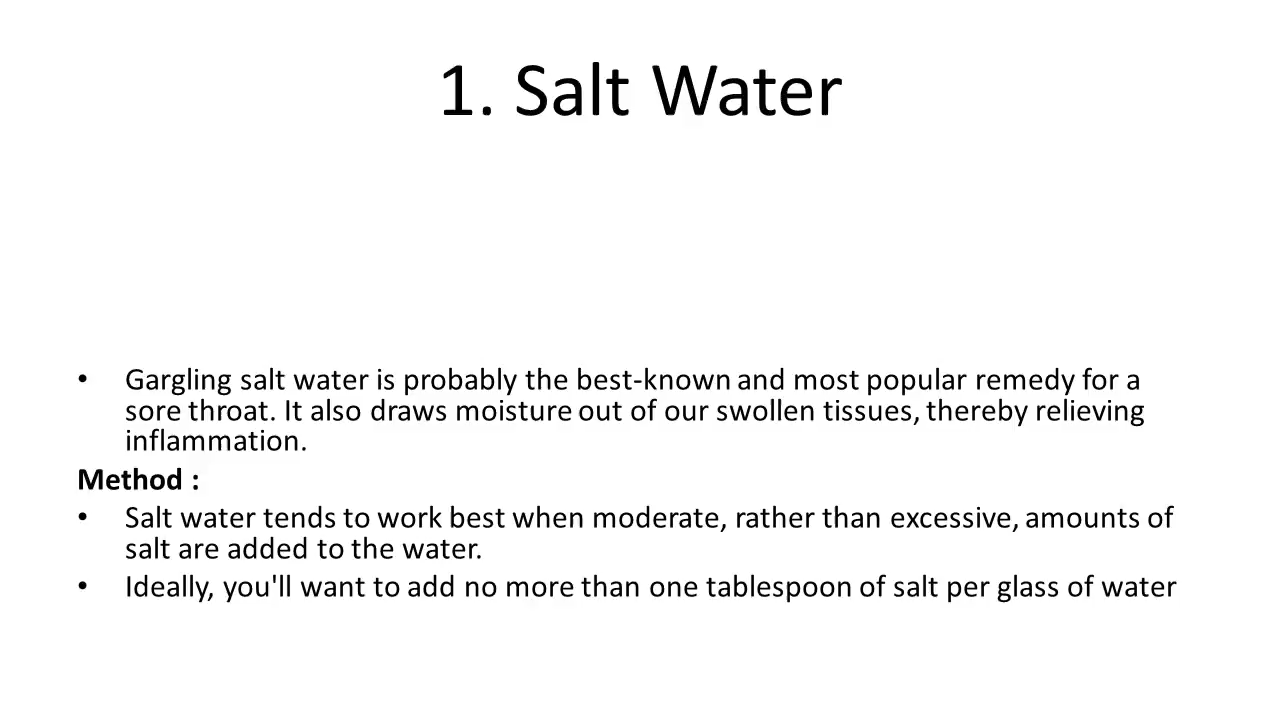 1. Salt Water
• Gargling salt water is probably the best-known and most popular remedy for a
sore throat. It also draws moisture out of our swollen tissues, thereby relieving
inflammation.
Method :
• Salt water tends to work best when moderate, rather than excessive, amounts of
salt are added to the water.
• Ideally, you'll want to add no more than one tablespoon of salt per glass of water